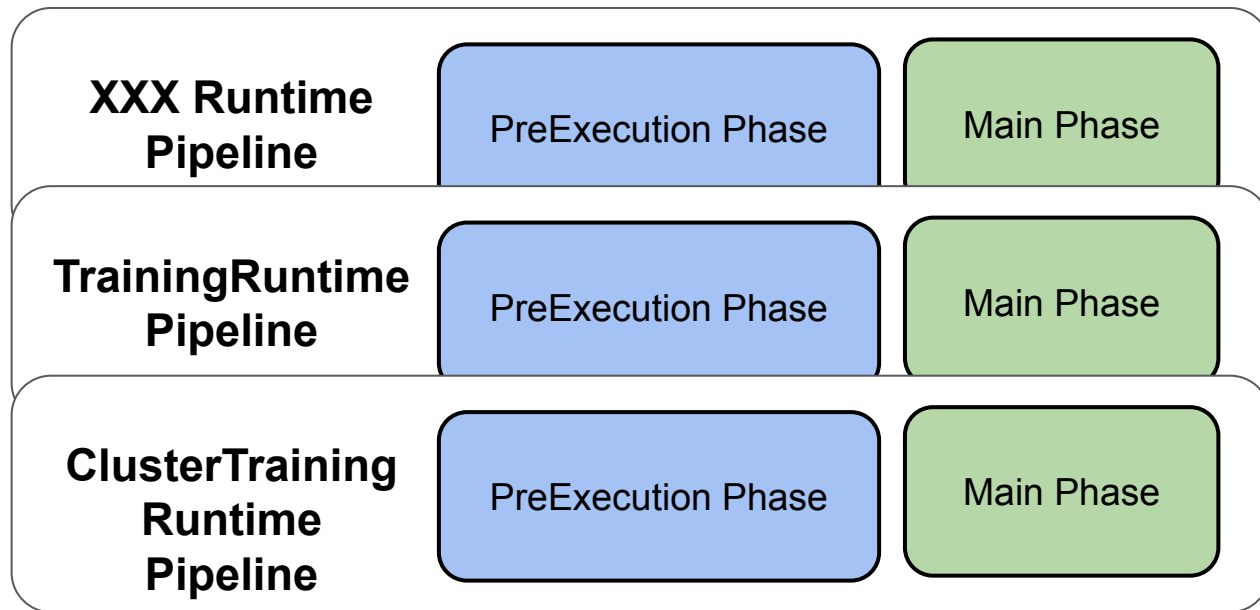 XXX Runtime
Pipeline
PreExecution Phase
Main Phase
TrainingRuntime
Pipeline
PreExecution Phase
Main Phase
ClusterTraining
Runtime
Pipeline
PreExecution Phase
Main Phase